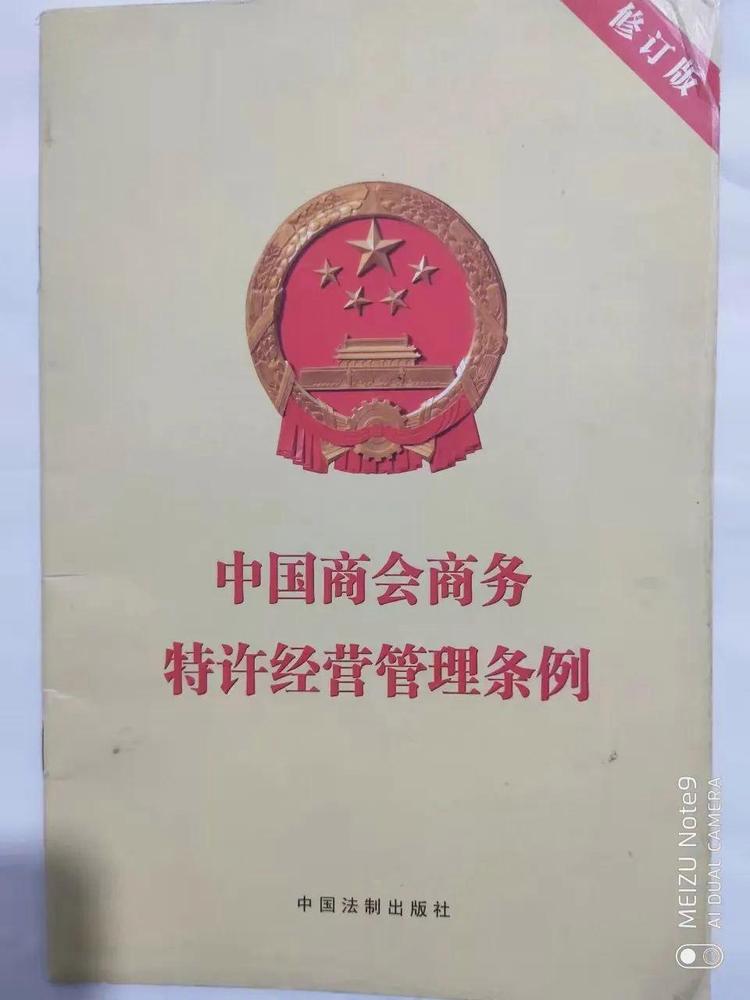 修订版
中国商会商务
特许经营管理条例
中国法制出版社
MEIZU Note9
AI DUAL CAMERA